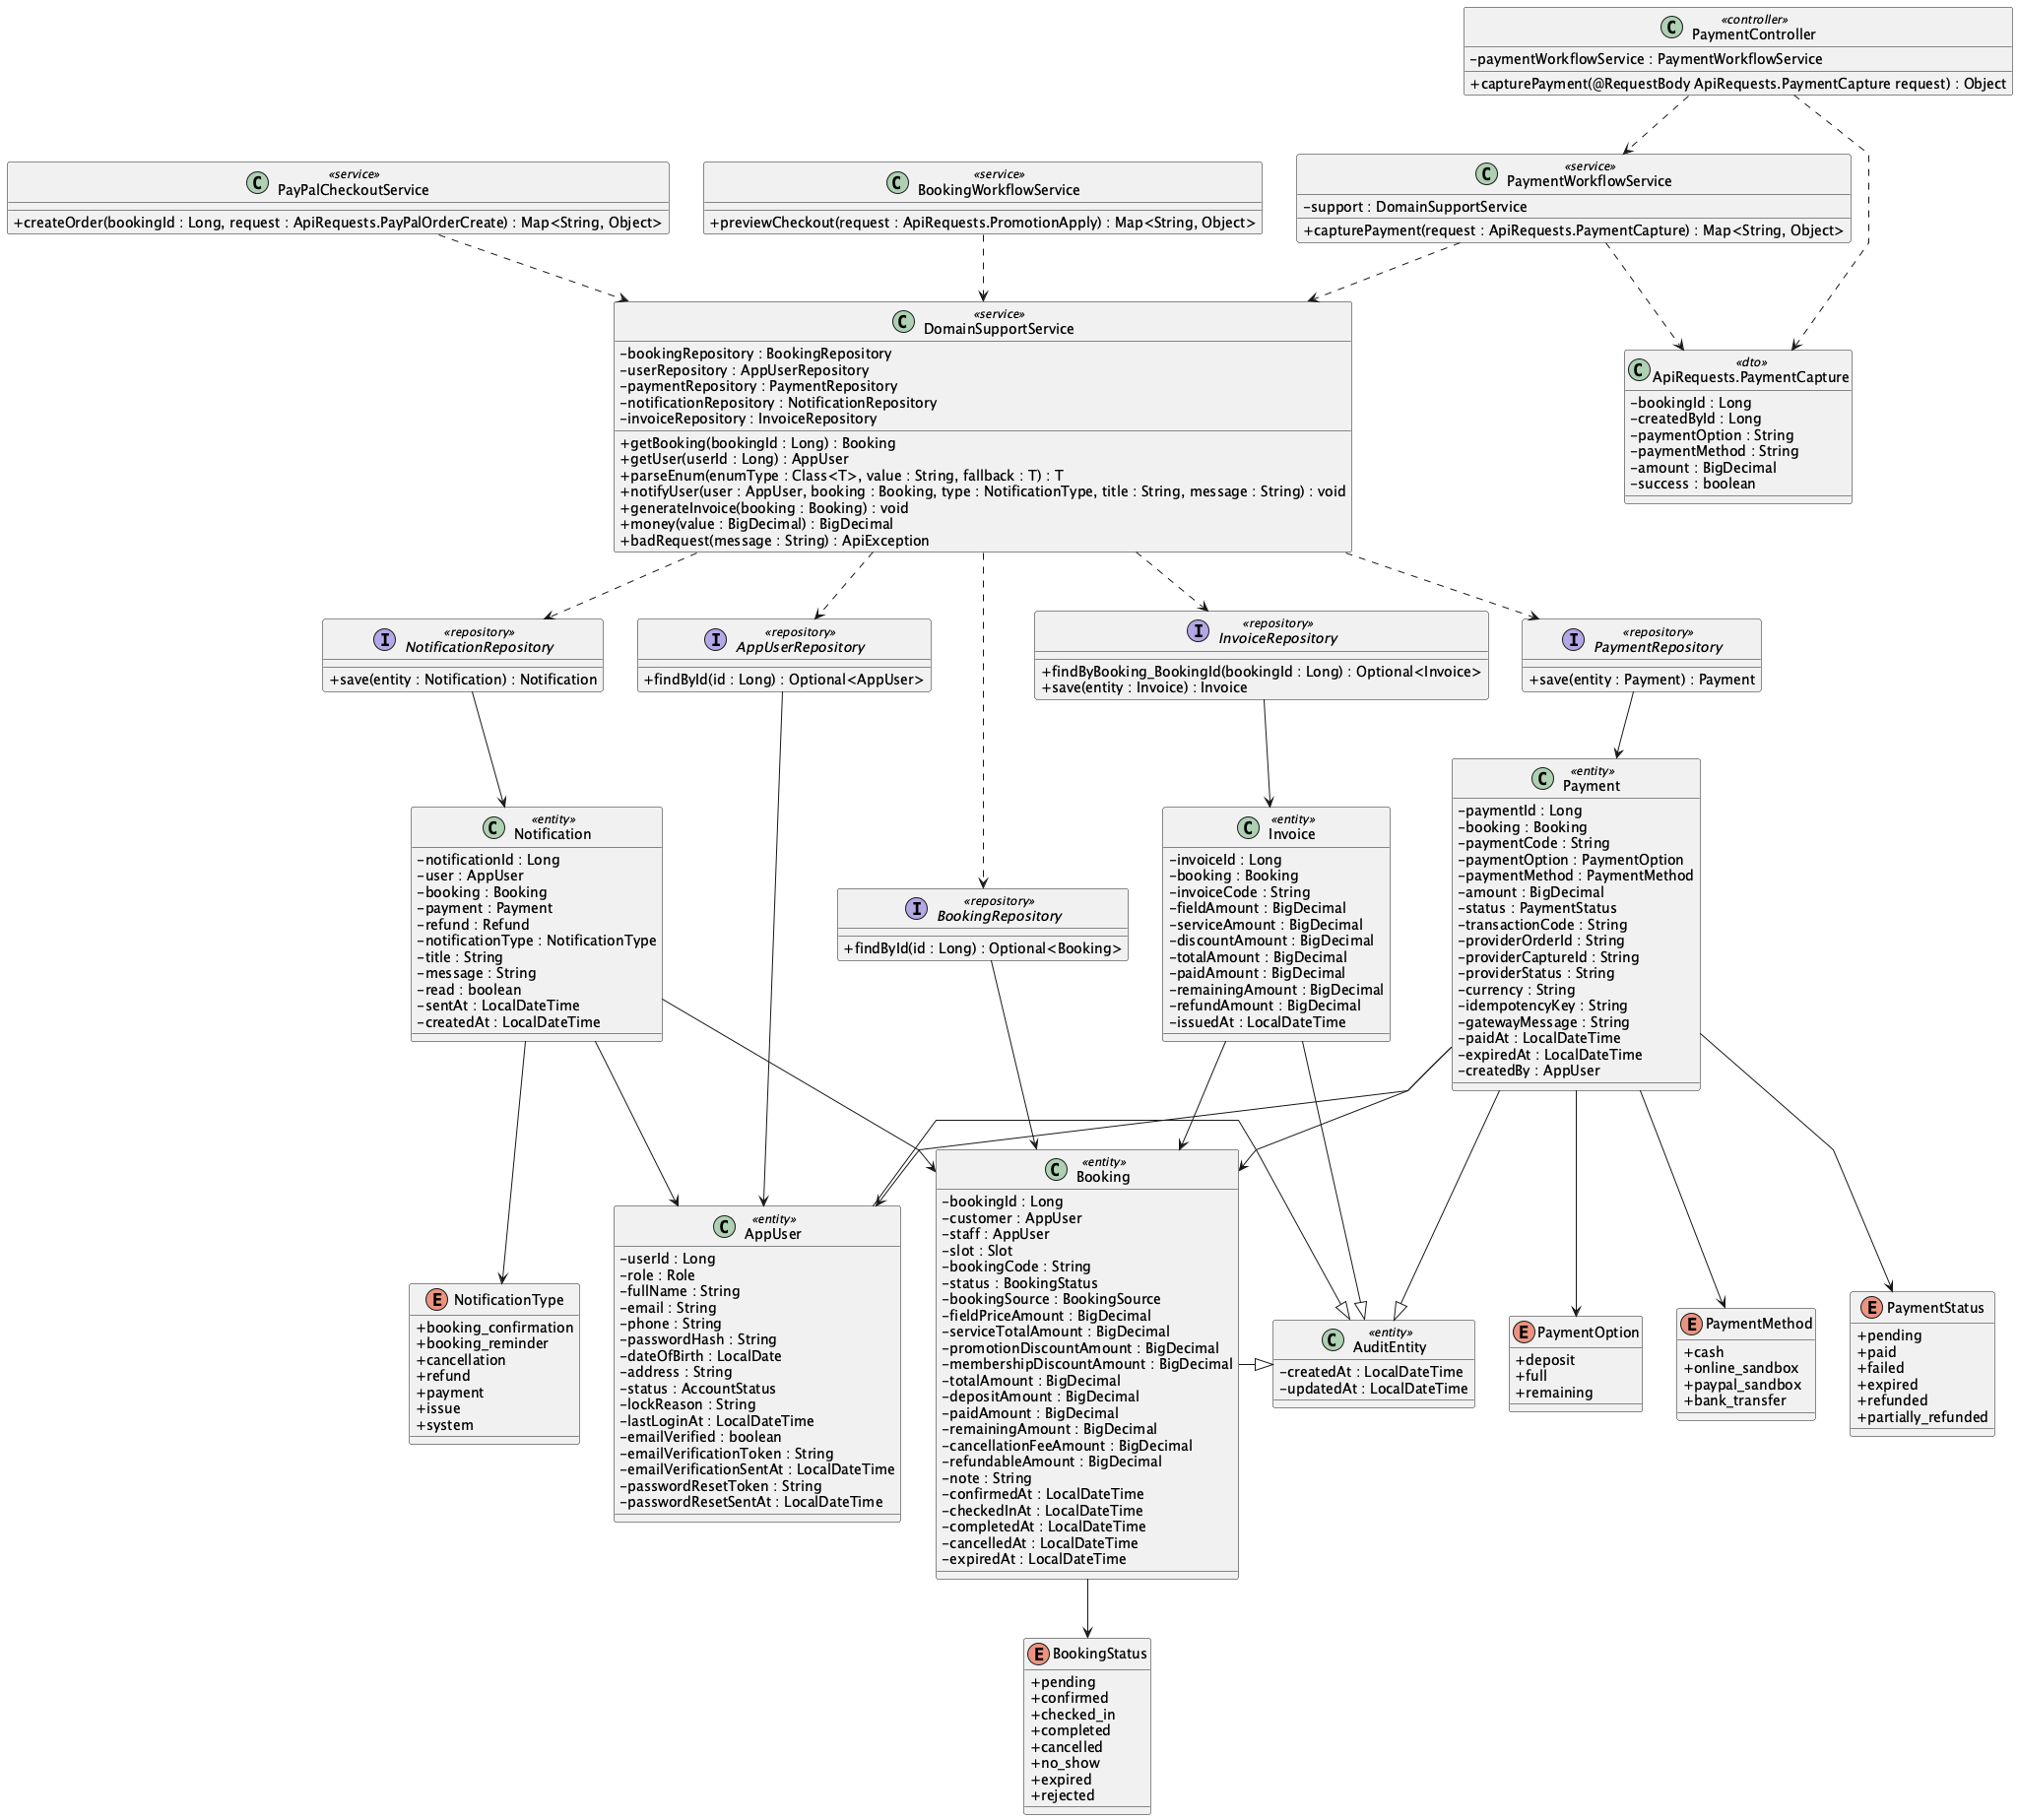 «controller»
C PaymentController
-paymentWorkflowService : PaymentWorkflowService
+capturePayment(@RequestBody ApiRequests.PaymentCapture request) : Object
«service»
C PayPalCheckoutService
+createOrder(bookingId : Long, request : ApiRequests.PayPalOrderCreate) : Map<String, Object>
«service»
C BookingWorkflowService
+previewCheckout(request : ApiRequests.PromotionApply) : Map<String, Object>
«service»
C PaymentWorkflowService
-support : DomainSupportService
+capturePayment(request : ApiRequests.PaymentCapture) : Map<String, Object>
«service»
C DomainSupportService
-bookingRepository : BookingRepository
-userRepository : AppUserRepository
-paymentRepository : PaymentRepository
-notificationRepository : NotificationRepository
-invoiceRepository : InvoiceRepository
+getBooking(bookingId : Long) : Booking
+getUser(userId : Long) : AppUser
+parseEnum(enumType : Class<T>, value : String, fallback : T) : T
+notifyUser(user : AppUser, booking : Booking, type : NotificationType, title : String, message : String) : void
+generateInvoice(booking : Booking) : void
+money(value : BigDecimal) : BigDecimal
+badRequest(message : String) : ApiException
«dto»
C ApiRequests.PaymentCapture
-bookingId : Long
-createdById : Long
-paymentOption : String
-paymentMethod : String
-amount : BigDecimal
-success : boolean
«repository»
I NotificationRepository
+save(entity : Notification) : Notification
«repository»
I AppUserRepository
+findById(id : Long) : Optional<AppUser>
«repository»
I InvoiceRepository
+findByBooking_BookingId(bookingId : Long) : Optional<Invoice>
+save(entity : Invoice) : Invoice
«repository»
I PaymentRepository
+save(entity : Payment) : Payment
«entity»
C Notification
-notificationId : Long
-user : AppUser
-booking : Booking
-payment : Payment
-refund : Refund
-notificationType : NotificationType
-title : String
-message : String
-read : boolean
-sentAt : LocalDateTime
-createdAt : LocalDateTime
«repository»
I BookingRepository
+findById(id : Long) : Optional<Booking>
«entity»
C Invoice
-invoiceId : Long
-booking : Booking
-invoiceCode : String
-fieldAmount : BigDecimal
-serviceAmount : BigDecimal
-discountAmount : BigDecimal
-totalAmount : BigDecimal
-paidAmount : BigDecimal
-remainingAmount : BigDecimal
-refundAmount : BigDecimal
-issuedAt : LocalDateTime
«entity»
C Payment
-paymentId : Long
-booking : Booking
-paymentCode : String
-paymentOption : PaymentOption
-paymentMethod : PaymentMethod
-amount : BigDecimal
-status : PaymentStatus
-transactionCode : String
-providerOrderId : String
-providerCaptureId : String
-providerStatus : String
-currency : String
-idempotencyKey : String
-gatewayMessage : String
-paidAt : LocalDateTime
-expiredAt : LocalDateTime
-createdBy : AppUser
E NotificationType
+booking_confirmation
+booking_reminder
+cancellation
+refund
+payment
+issue
+system
«entity»
C AppUser
-userId : Long
-role : Role
-fullName : String
-email : String
-phone : String
-passwordHash : String
-dateOfBirth : LocalDate
-address : String
-status : AccountStatus
-lockReason : String
-lastLoginAt : LocalDateTime
-emailVerified : boolean
-emailVerificationToken : String
-emailVerificationSentAt : LocalDateTime
-passwordResetToken : String
-passwordResetSentAt : LocalDateTime
«entity»
C Booking
-bookingId : Long
-customer : AppUser
-staff : AppUser
-slot : Slot
-bookingCode : String
-status : BookingStatus
-bookingSource : BookingSource
-fieldPriceAmount : BigDecimal
-serviceTotalAmount : BigDecimal
-promotionDiscountAmount : BigDecimal
-membershipDiscountAmount : BigDecimal
-totalAmount : BigDecimal
-depositAmount : BigDecimal
-paidAmount : BigDecimal
-remainingAmount : BigDecimal
-cancellationFeeAmount : BigDecimal
-refundableAmount : BigDecimal
-note : String
-confirmedAt : LocalDateTime
-checkedInAt : LocalDateTime
-completedAt : LocalDateTime
-cancelledAt : LocalDateTime
-expiredAt : LocalDateTime
«entity»
C AuditEntity
-createdAt : LocalDateTime
-updatedAt : LocalDateTime
E PaymentOption
+deposit
+full
+remaining
E PaymentMethod
+cash
+online_sandbox
+paypal_sandbox
+bank_transfer
E PaymentStatus
+pending
+paid
+failed
+expired
+refunded
+partially_refunded
E BookingStatus
+pending
+confirmed
+checked_in
+completed
+cancelled
+no_show
+expired
+rejected